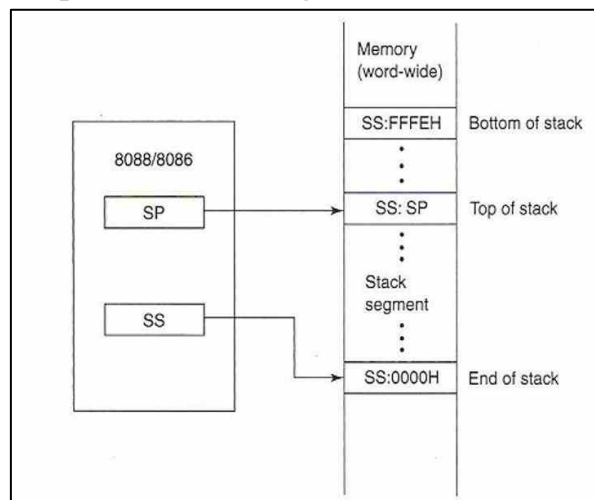 Memory
(word-wide)
SS:FFFEH
Bottom of stack
8088/8086
SP
SS: SP
Top of stack
Stack
segment
SS
SS:0000H
End of stack